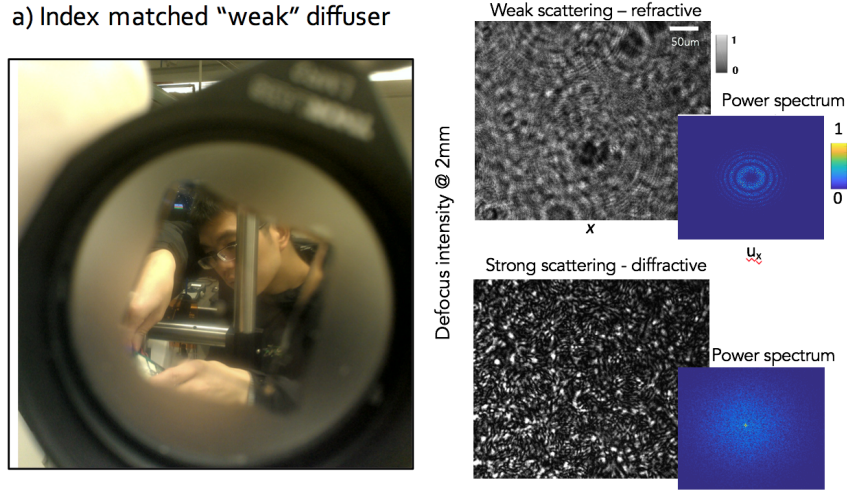 a) Index matched “weak” diffuser
Defocus intensity @ 2mm
Weak scattering – refractive
50um
1
0
x
Power spectrum
1
0
uₓ
Strong scattering - diffractive
Power spectrum